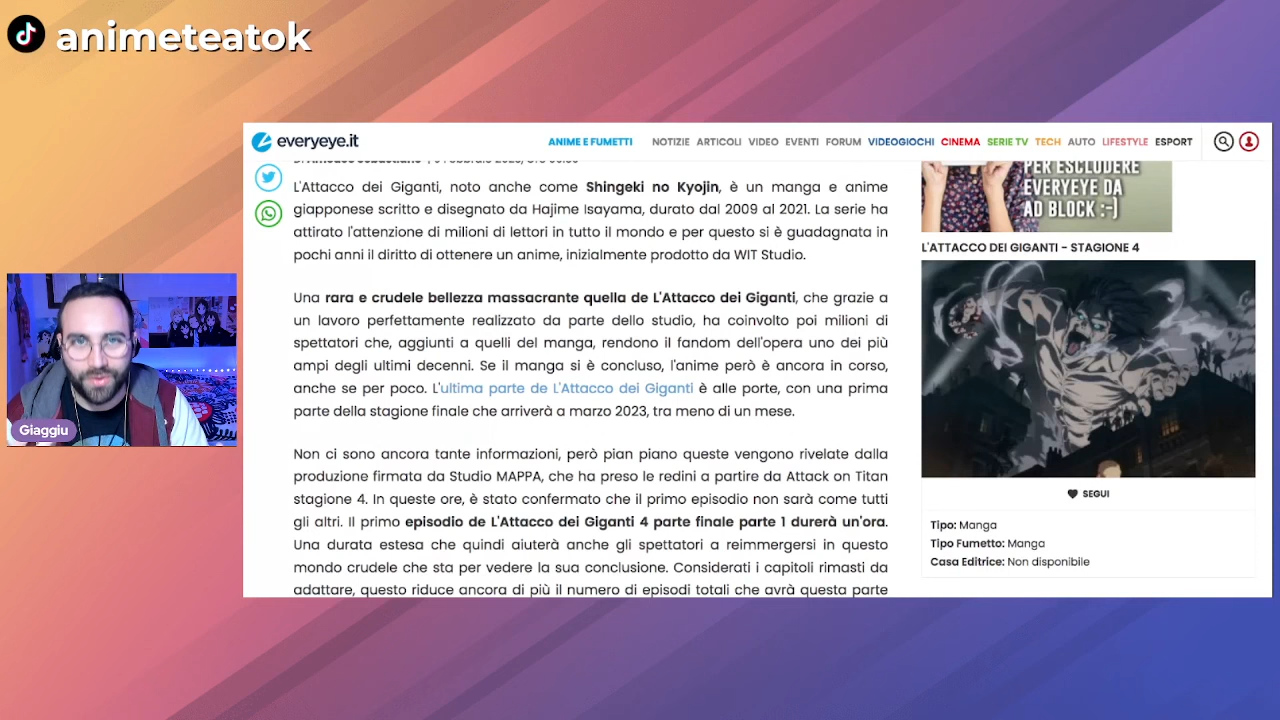 animeteatok
everyeye.it
ANIME E FUMETTI NOTIZIE ARTICOLI VIDEO EVENTI FORUM VIDEOGIOCHI CINEMA SERIE TV TECH AUTO LIFESTYLE ESPORT
L'Attacco dei Giganti, noto anche come Shingeki no Kyojin, è un manga e anime
giapponese scritto e disegnato da Hajime Isayama, durato dal 2009 al 2021. La serie ha
attirato l'attenzione di milioni di lettori in tutto il mondo e per questo si è guadagnata in
pochi anni il diritto di ottenere un anime, inizialmente prodotto da WIT Studio.
Una rara e crudele bellezza massacrante quella de L'Attacco dei Giganti, che grazie a
un lavoro perfettamente realizzato da parte dello studio, ha coinvolto poi milioni di
spettatori che, aggiunti a quelli del manga, rendono il fandom dell'opera uno dei più
ampi degli ultimi decenni. Se il manga si è concluso, l'anime però è ancora in corso,
anche se per poco. L'ultima parte de L'Attacco dei Giganti è alle porte, con una prima
parte della stagione finale che arriverà a marzo 2023, tra meno di un mese.
Non ci sono ancora tante informazioni, però pian piano queste vengono rivelate dalla
produzione firmata da Studio MAPPA, che ha preso le redini a partire da Attack on Titan
stagione 4. In queste ore, è stato confermato che il primo episodio non sarà come tutti
gli altri. Il primo episodio de L'Attacco dei Giganti 4 parte finale parte 1 durerà un'ora.
Una durata estesa che quindi aiuterà anche gli spettatori a reimmergersi in questo
mondo crudele che sta per vedere la sua conclusione. Considerati i capitoli rimasti da
adattare, questo riduce ancora di più il numero di episodi totali che avrà questa parte
PER ESCLUDERE
EVERYEYE DA
AD BLOCK :-)
L'ATTACCO DEI GIGANTI - STAGIONE 4
SEGUI
Tipo: Manga
Tipo Fumetto: Manga
Casa Editrice: Non disponibile
Giaggiu